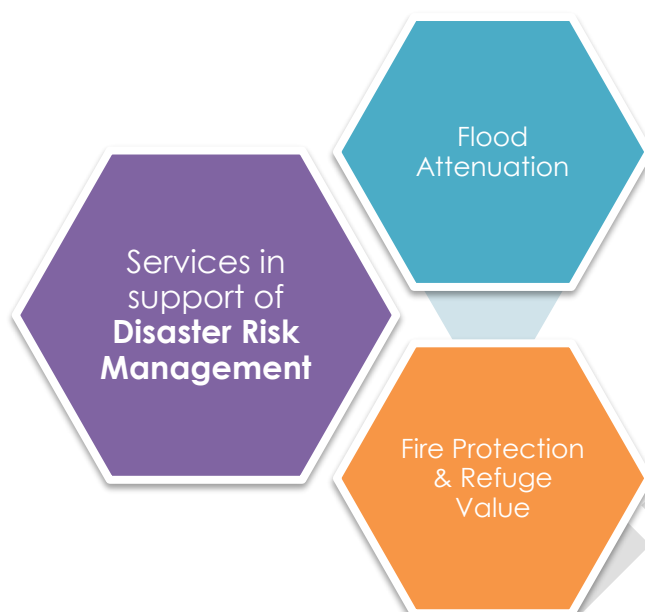 Services in
support of
Disaster Risk
Management
Flood
Attenuation
Fire Protection
& Refuge
Value